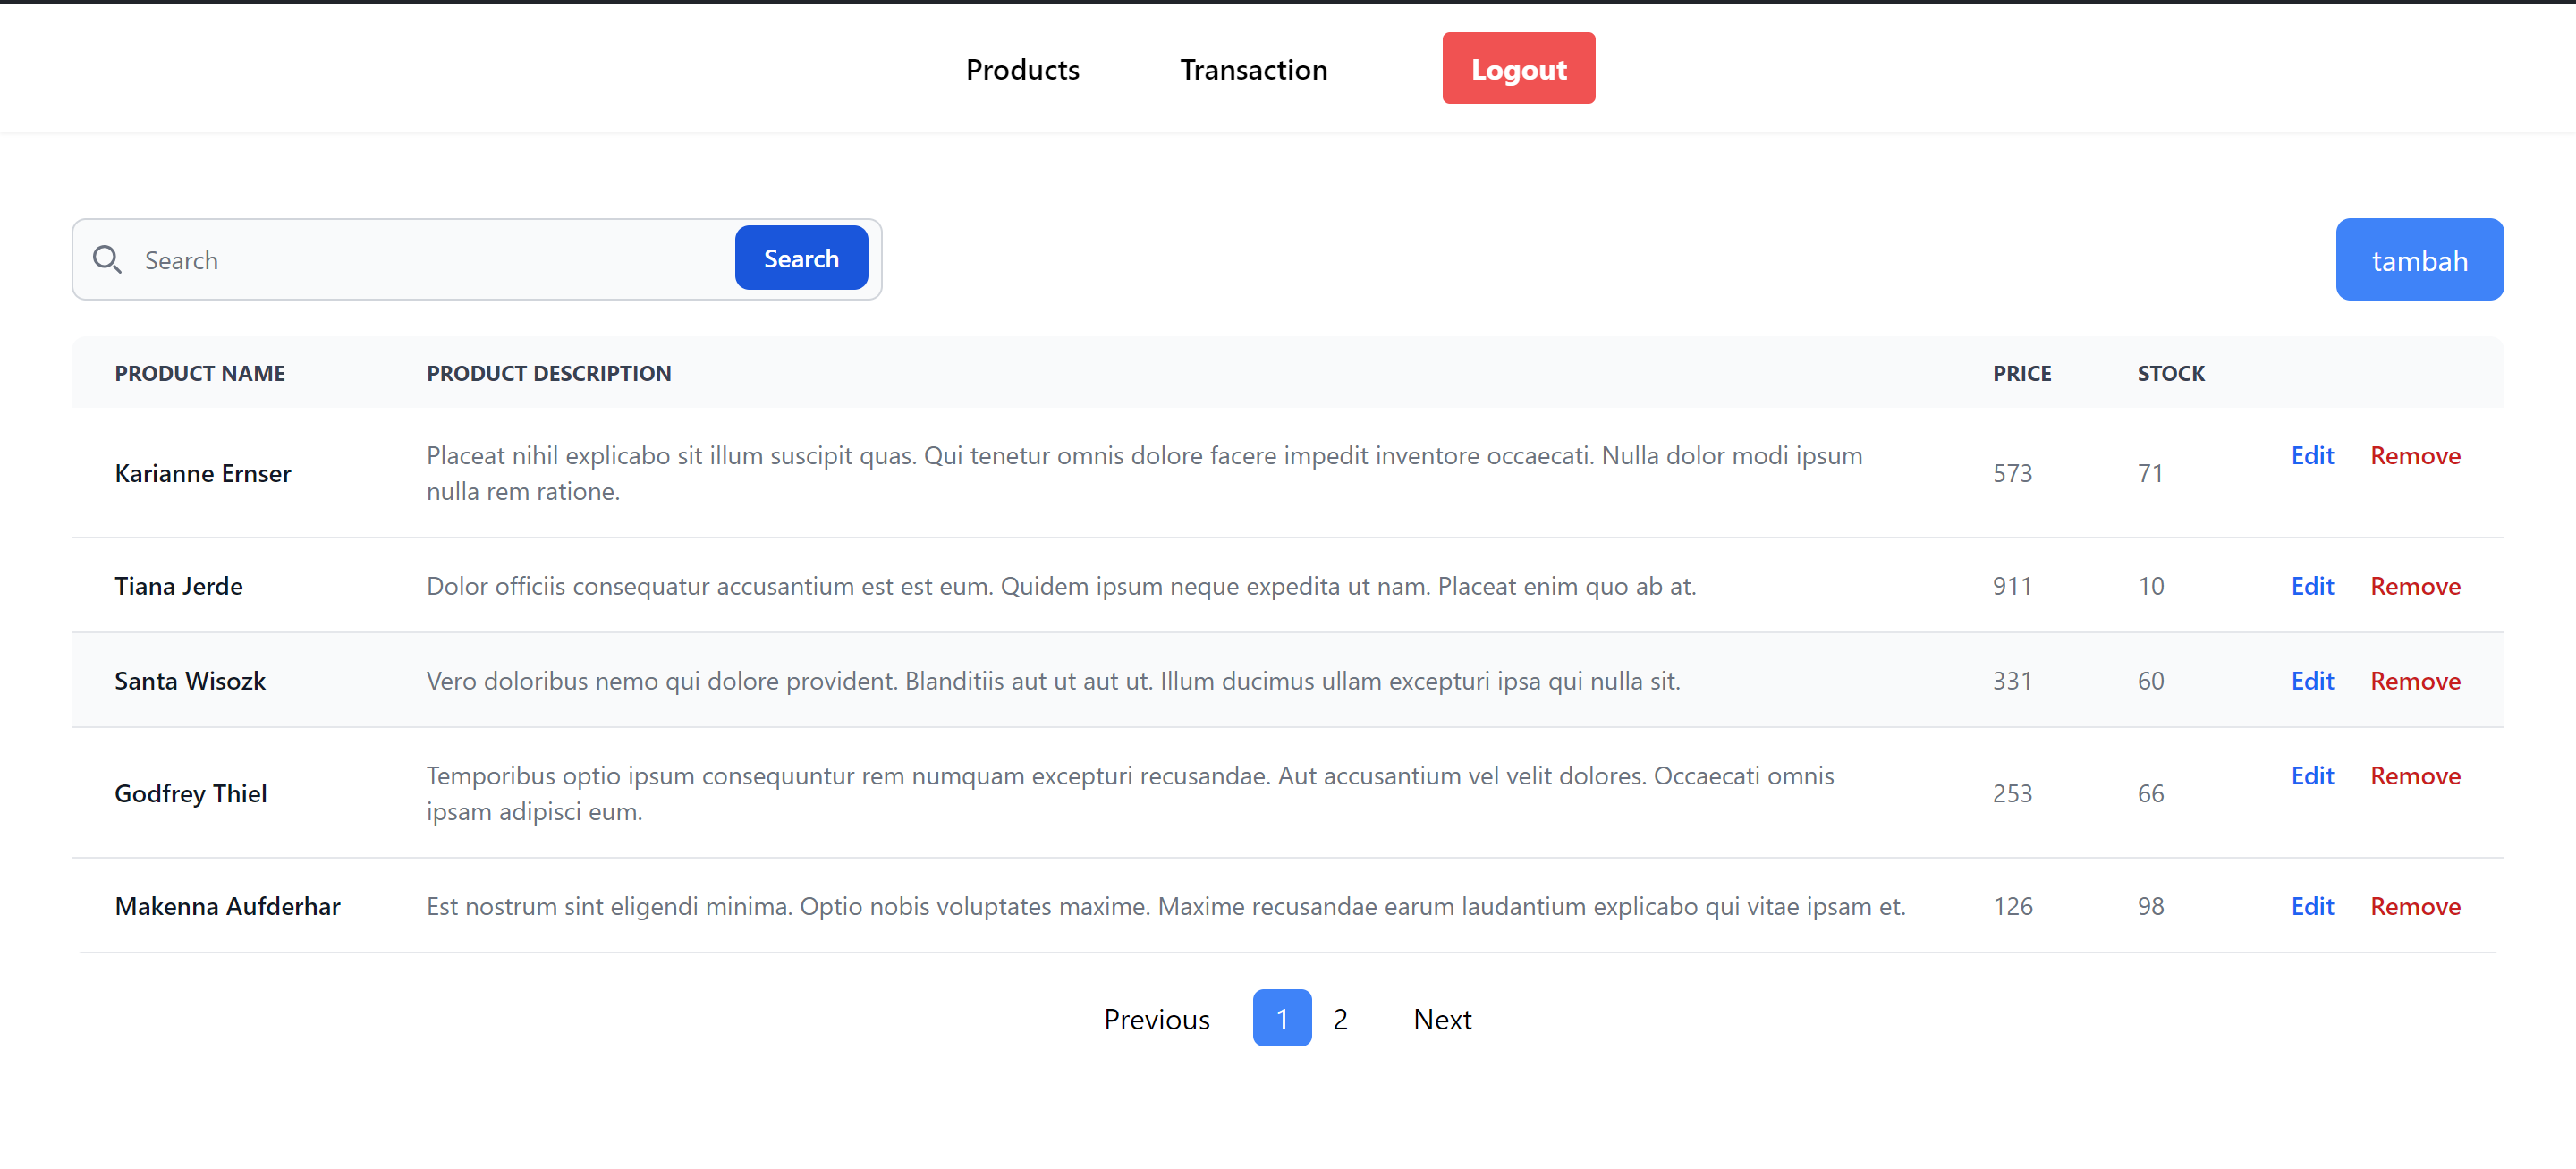 Products Transaction Logout
Search Search tambah
PRODUCT NAME PRODUCT DESCRIPTION PRICE STOCK
Karianne Ernser Placeat nihil explicabo sit illum suscipit quas. Qui tenetur omnis dolore facere impedit inventore occaecati. Nulla dolor modi ipsum
nulla rem ratione. 573 71 Edit Remove
Tiana Jerde Dolor officiis consequatur accusantium est est eum. Quidem ipsum neque expedita ut nam. Placeat enim quo ab at. 911 10 Edit Remove
Santa Wisozk Vero doloribus nemo qui dolore provident. Blanditiis aut ut aut ut. Illum ducimus ullam excepturi ipsa qui nulla sit. 331 60 Edit Remove
Godfrey Thiel Temporibus optio ipsum consequuntur rem numquam excepturi recusandae. Aut accusantium vel velit dolores. Occaecati omnis
ipsam adipisci eum. 253 66 Edit Remove
Makenna Aufderhar Est nostrum sint eligendi minima. Optio nobis voluptates maxime. Maxime recusandae earum laudantium explicabo qui vitae ipsam et. 126 98 Edit Remove
Previous 1 2 Next